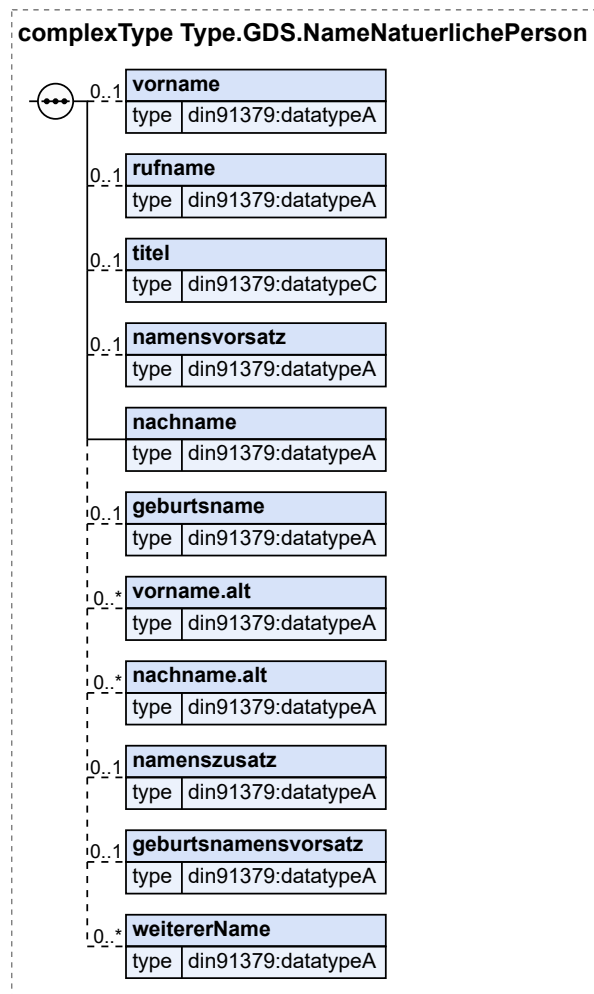 complexType Type.GDS.NameNatuerlichePerson
0..1 vorname
type din91379:datatypeA
0..1 rufname
type din91379:datatypeA
0..1 titel
type din91379:datatypeC
0..1 namensvorsatz
type din91379:datatypeA
nachname
type din91379:datatypeA
0..1 geburtsname
type din91379:datatypeA
0..* vorname.alt
type din91379:datatypeA
0..* nachname.alt
type din91379:datatypeA
0..1 namenszusatz
type din91379:datatypeA
0..1 geburtsnamensvorsatz
type din91379:datatypeA
0..* weitererName
type din91379:datatypeA